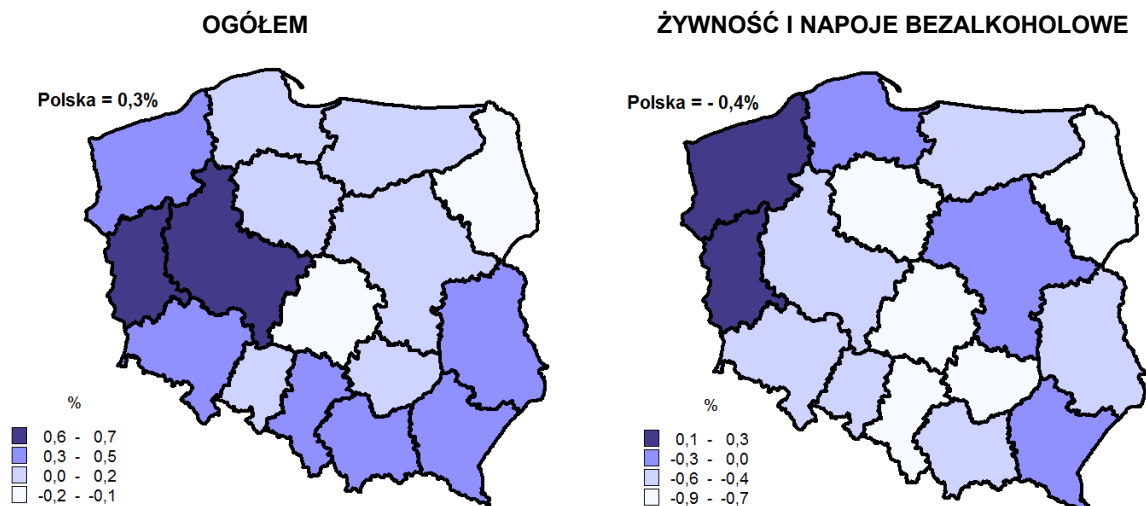 OGÓŁEM
Polska = 0,3%
%
0,6 - 0,7
0,3 - 0,5
0,0 - 0,2
-0,2 - -0,1
ŻYWNOŚĆ I NAPOJE BEZALKOHOLOWE
Polska = - 0,4%
%
0,1 - 0,3
-0,3 - 0,0
-0,6 - -0,4
-0,9 - -0,7